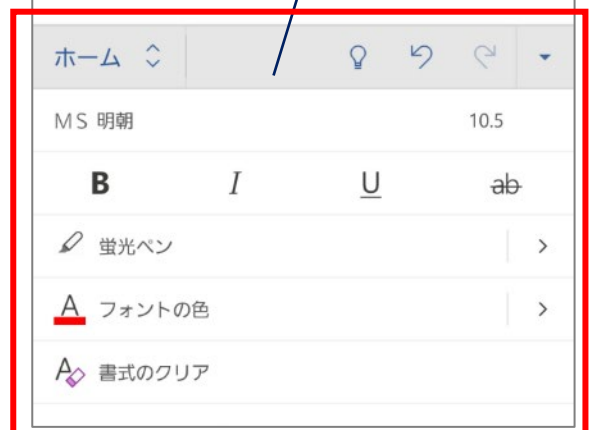 ホーム
MS 明朝 10.5
B I U ab
蛍光ペン
A フォントの色
A 書式のクリア